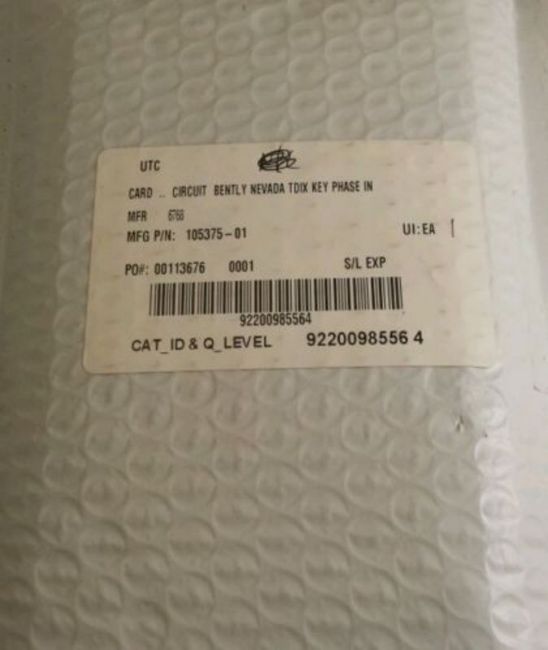 UTC
CARD .. CIRCUIT BENTLY NEVADA TDIX KEY PHASE IN
MFR 6766
MFG P/N: 105375-01 UI:EA
PO#: 00113676 0001 S/L EXP
92200985564
CAT_ID & Q_LEVEL 9220098556 4